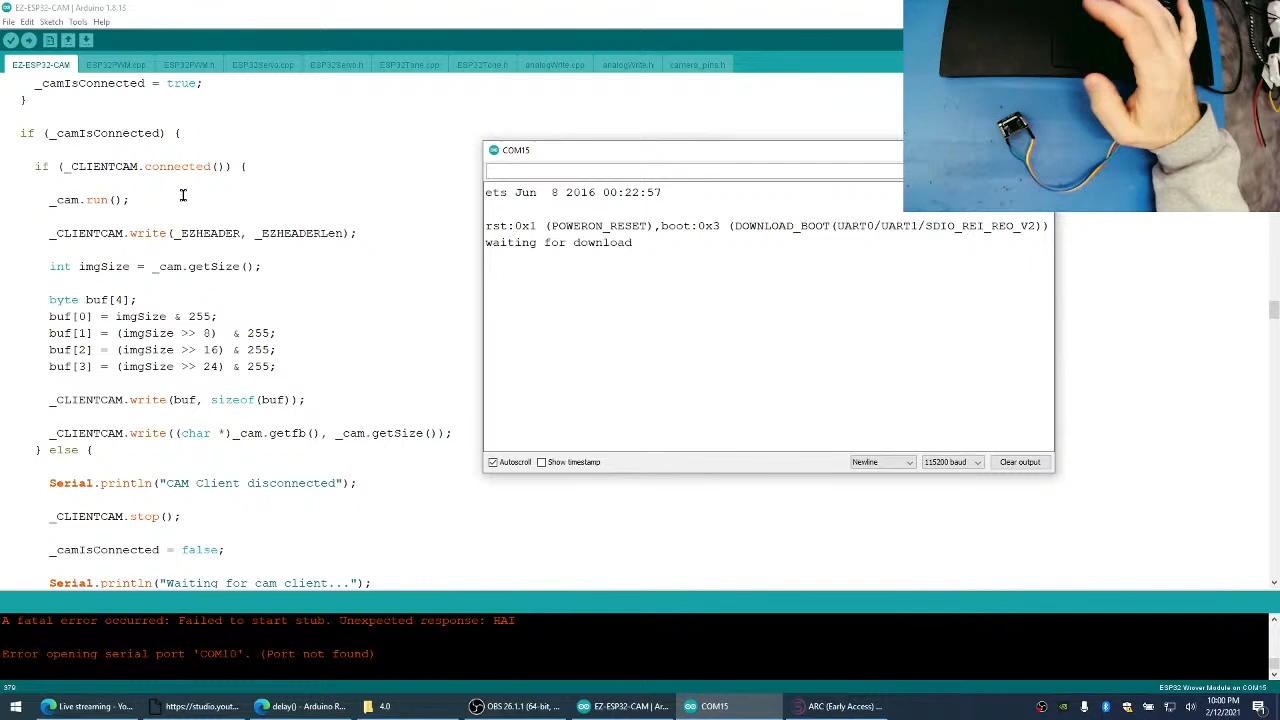 EZ-ESP32-CAM | Arduino 1.8.13
File Edit Sketch Tools Help
EZ-ESP32-CAM ESP32PWM.cpp ESP32PWM.h ESP32Servo.cpp ESP32Servo.h ESP32Tone.cpp ESP32Tone.h analogWrite.cpp analogWrite.h camera_pins.h
_camIsConnected = true;
}
if (_camIsConnected) {
if (_CLIENTCAM.connected()) {
_cam.run();
_CLIENTCAM.write(_EZHEADER, _EZHEADERLen);
int imgSize = _cam.getSize();
byte buf[4];
buf[0] = imgSize & 255;
buf[1] = (imgSize >> 8) & 255;
buf[2] = (imgSize >> 16) & 255;
buf[3] = (imgSize >> 24) & 255;
_CLIENTCAM.write(buf, sizeof(buf));
_CLIENTCAM.write((char *)_cam.getfb(), _cam.getSize());
} else {
Serial.println("CAM Client disconnected");
_CLIENTCAM.stop();
_camIsConnected = false;
Serial.println("Waiting for cam client...");
COM15
ets Jun 8 2016 00:22:57
rst:0x1 (POWERON_RESET),boot:0x3 (DOWNLOAD_BOOT(UART0/UART1/SDIO_REI_REO_V2))
waiting for download
Autoscroll Show timestamp Newline 115200 baud Clear output
A fatal error occurred: Failed to start stub. Unexpected response: HAI
Error opening serial port 'COM10'. (Port not found)
379 ESP32 Wrover Module on COM15
Live streaming - Yo... https://studio.yout... delay() - Arduino R... 4.0 OBS 26.1.1 (64-bit, ... EZ-ESP32-CAM | Ar... COM15 ARC (Early Access) ...
10:00 PM
2/12/2021